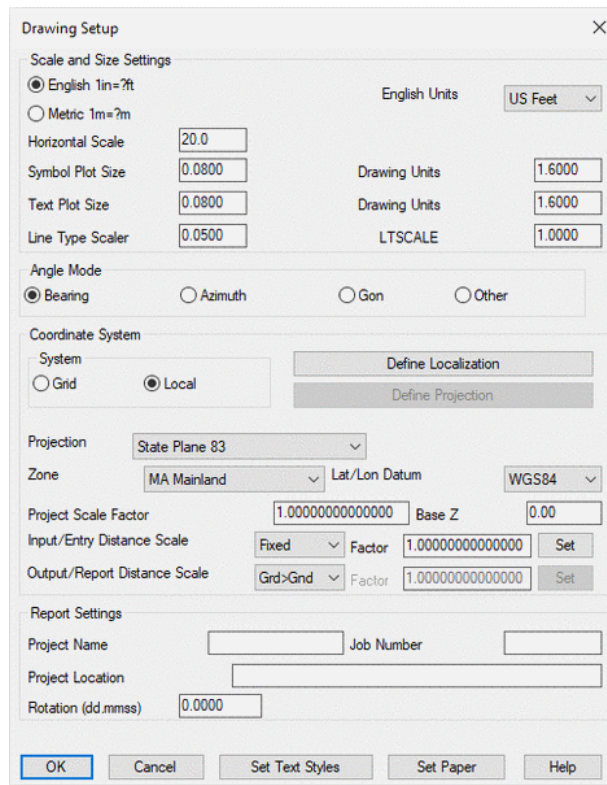 Drawing Setup
Scale and Size Settings
English 1in=?ft
English Units US Feet
Metric 1m=?m
Horizontal Scale 20.0
Symbol Plot Size 0.0800 Drawing Units 1.6000
Text Plot Size 0.0800 Drawing Units 1.6000
Line Type Scaler 0.0500 LTSCALE 1.0000
Angle Mode
Bearing Azimuth Gon Other
Coordinate System
System
Grid Local
Define Localization
Define Projection
Projection State Plane 83
Zone MA Mainland Lat/Lon Datum WGS84
Project Scale Factor 1.00000000000000 Base Z 0.00
Input/Entry Distance Scale Fixed Factor 1.00000000000000 Set
Output/Report Distance Scale Grd>Gnd Factor 1.00000000000000 Set
Report Settings
Project Name Job Number
Project Location
Rotation (dd.mmss) 0.0000
OK Cancel Set Text Styles Set Paper Help